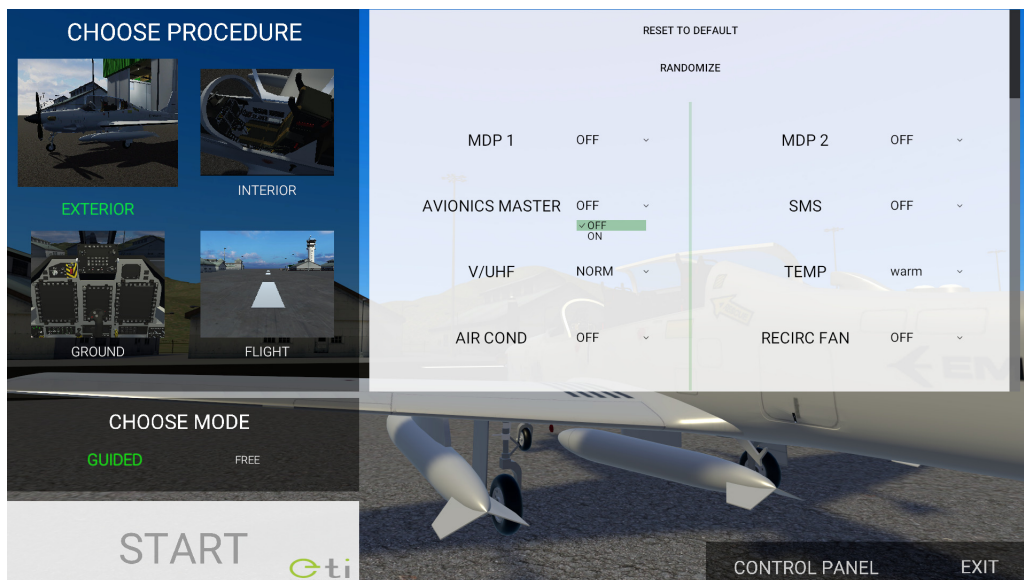 CHOOSE PROCEDURE
EXTERIOR
INTERIOR
GROUND
FLIGHT
CHOOSE MODE
GUIDED
FREE
START
eti
RESET TO DEFAULT
RANDOMIZE
MDP 1 OFF
MDP 2 OFF
AVIONICS MASTER OFF
OFF
ON
SMS OFF
V/UHF NORM
TEMP warm
AIR COND OFF
RECIRC FAN OFF
EM
CONTROL PANEL
EXIT